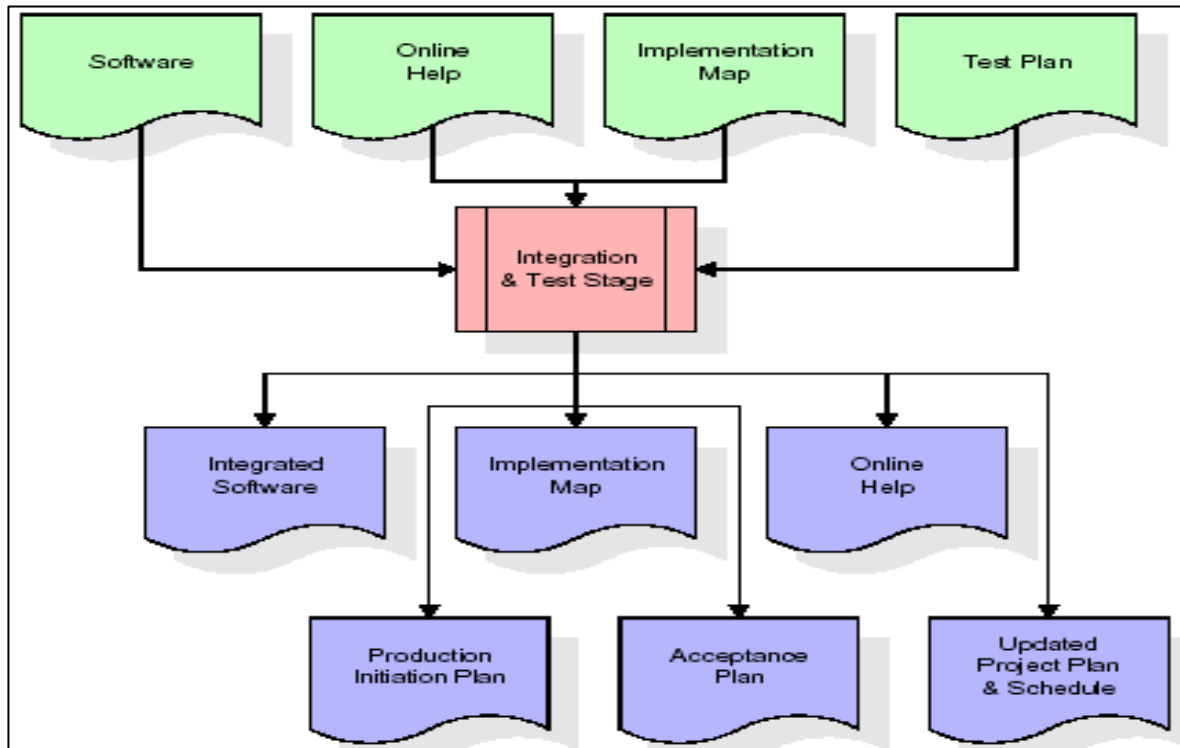 Software
Online
Help
Implementation
Map
Test Plan
Integration
& Test Stage
Integrated
Software
Implementation
Map
Online
Help
Production
Initiation Plan
Acceptance
Plan
Updated
Project Plan
& Schedule